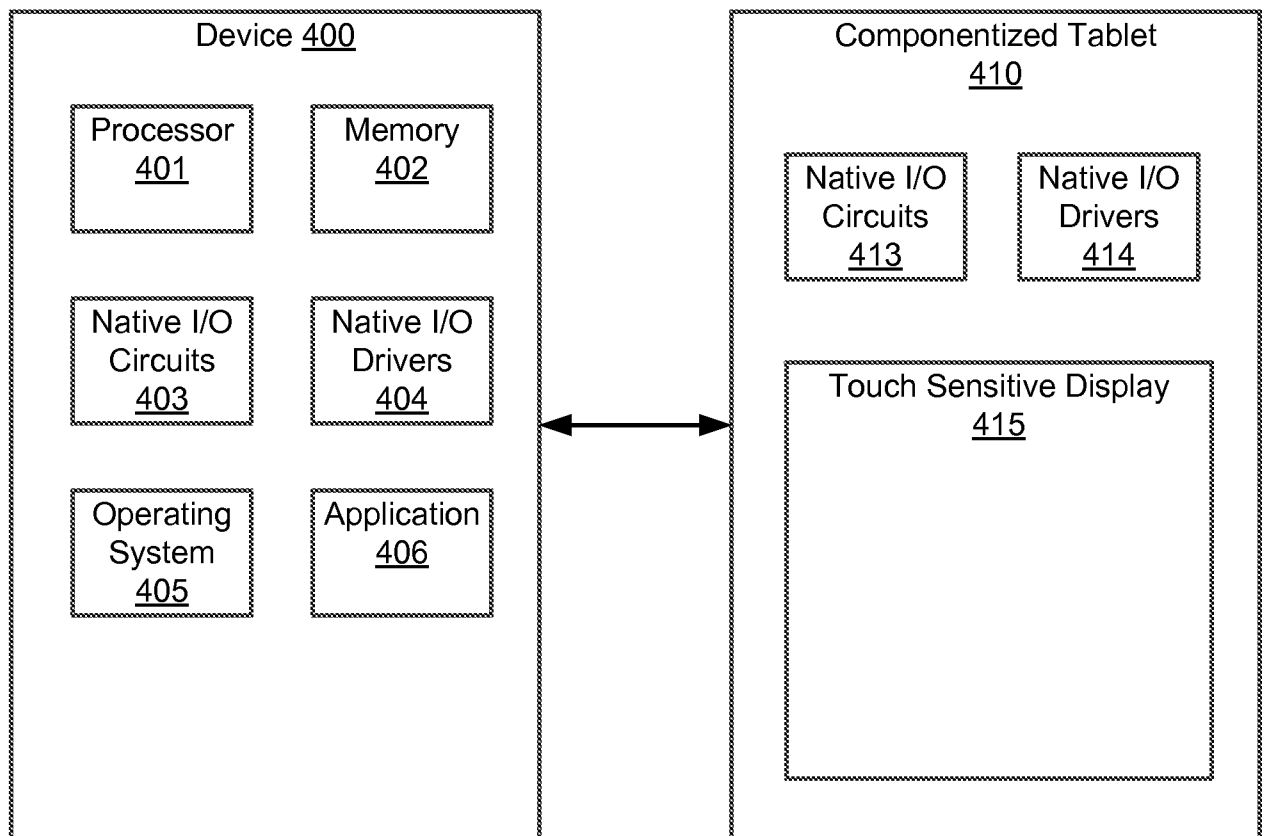 Device 400
Processor
401
Memory
402
Native I/O
Circuits
403
Native I/O
Drivers
404
Operating
System
405
Application
406
Componentized Tablet
410
Native I/O
Circuits
413
Native I/O
Drivers
414
Touch Sensitive Display
415